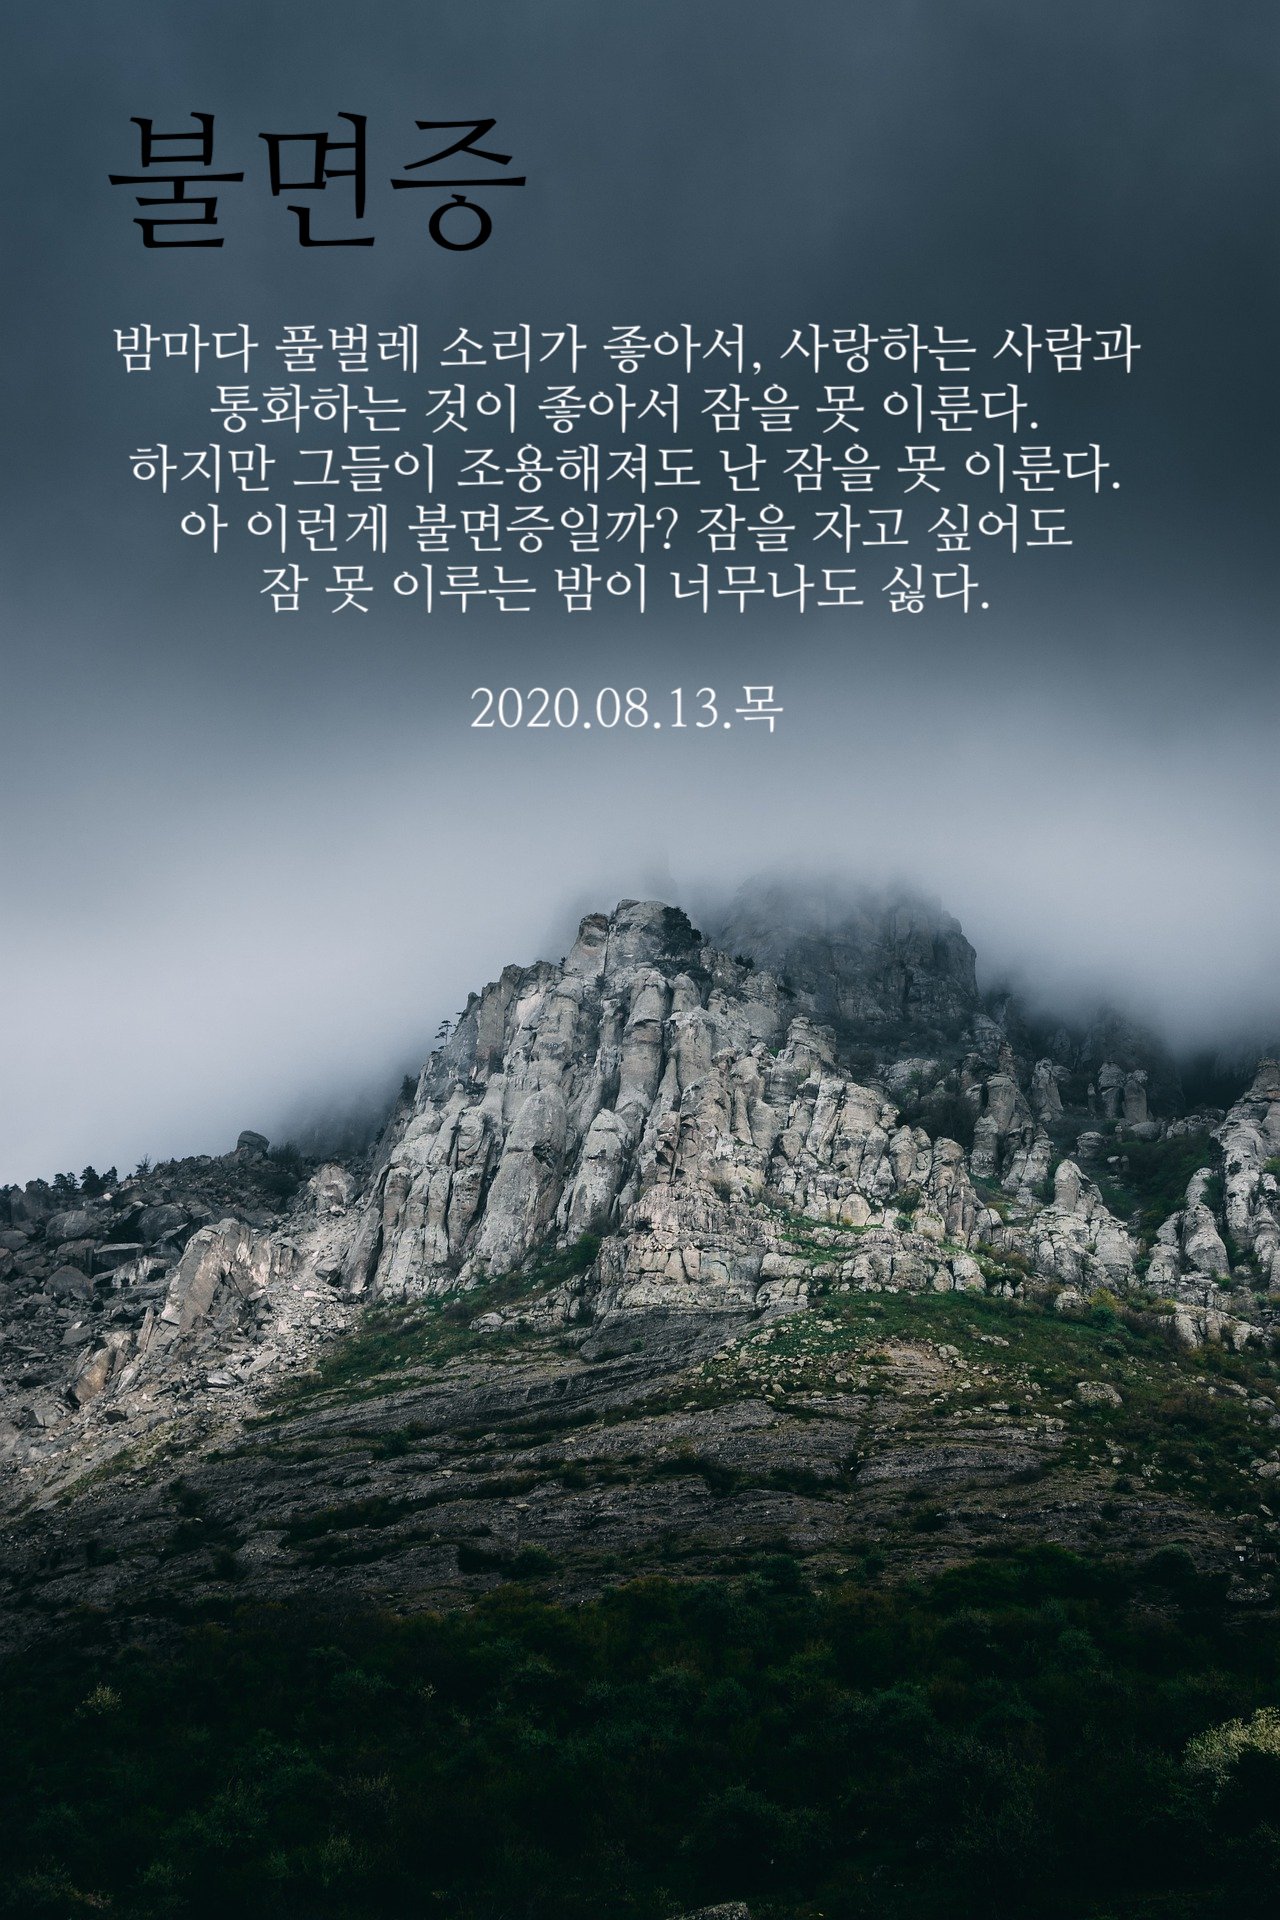 불면증
밤마다 풀벌레 소리가 좋아서, 사랑하는 사람과
통화하는 것이 좋아서 잠을 못 이룬다.
하지만 그들이 조용해져도 난 잠을 못 이룬다.
아 이런게 불면증일까? 잠을 자고 싶어도
잠 못 이루는 밤이 너무나도 싫다.
2020.08.13.목